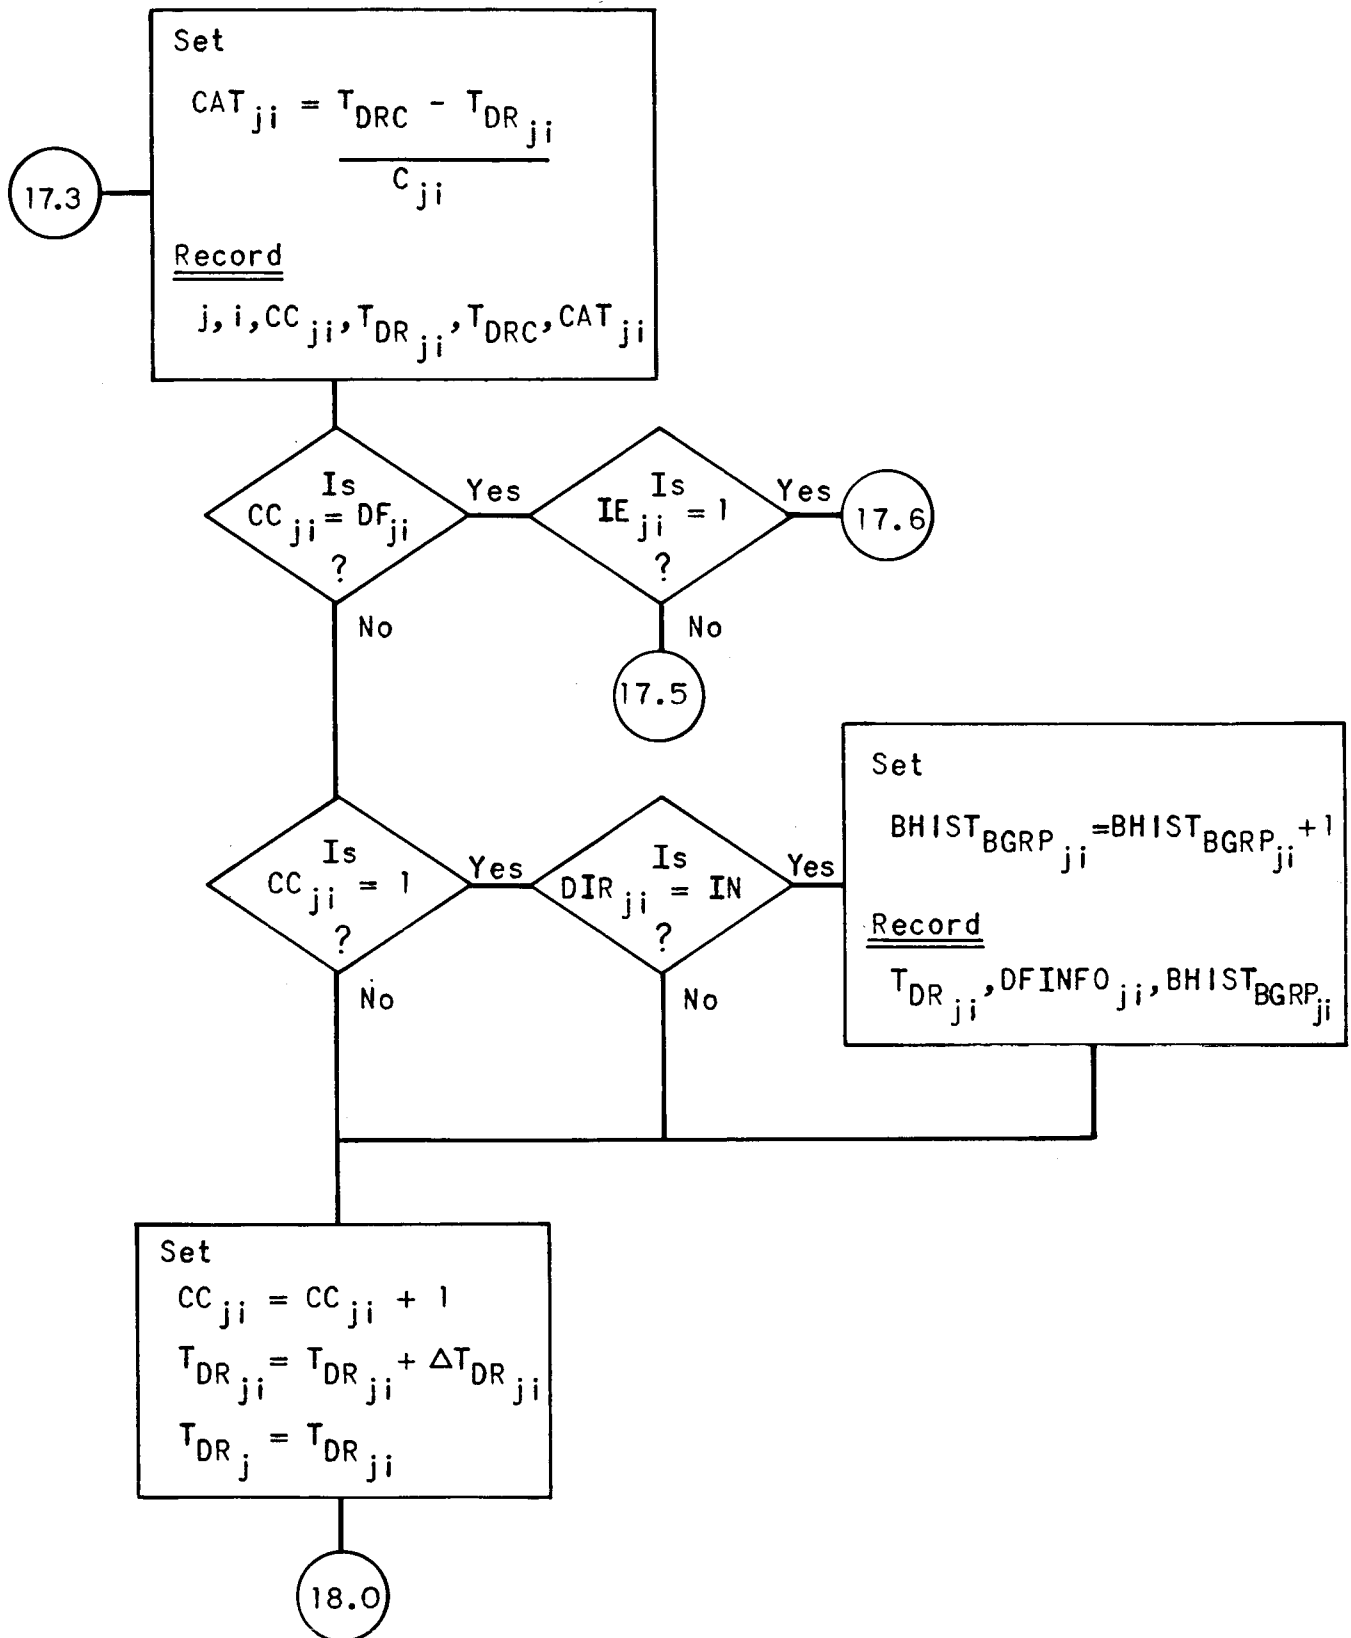 Set
CAT ji = T DRC - T DR ji
C ji
17.3
Record
j, i, CC ji, T DR ji, T DRC, CAT ji
Is
CC ji = DF ji
?
Yes
Is
IE ji = 1
?
Yes
17.6
No
No
17.5
Set
BHIST BGRP ji = BHIST BGRP ji + 1
Record
T DR ji, DFINFO ji, BHIST BGRP ji
Is
CC ji = 1
?
Yes
Is
DIR ji = IN
?
Yes
No
No
Set
CC ji = CC ji + 1
T DR ji = T DR ji + ΔT DR ji
T DR j = T DR ji
18.0